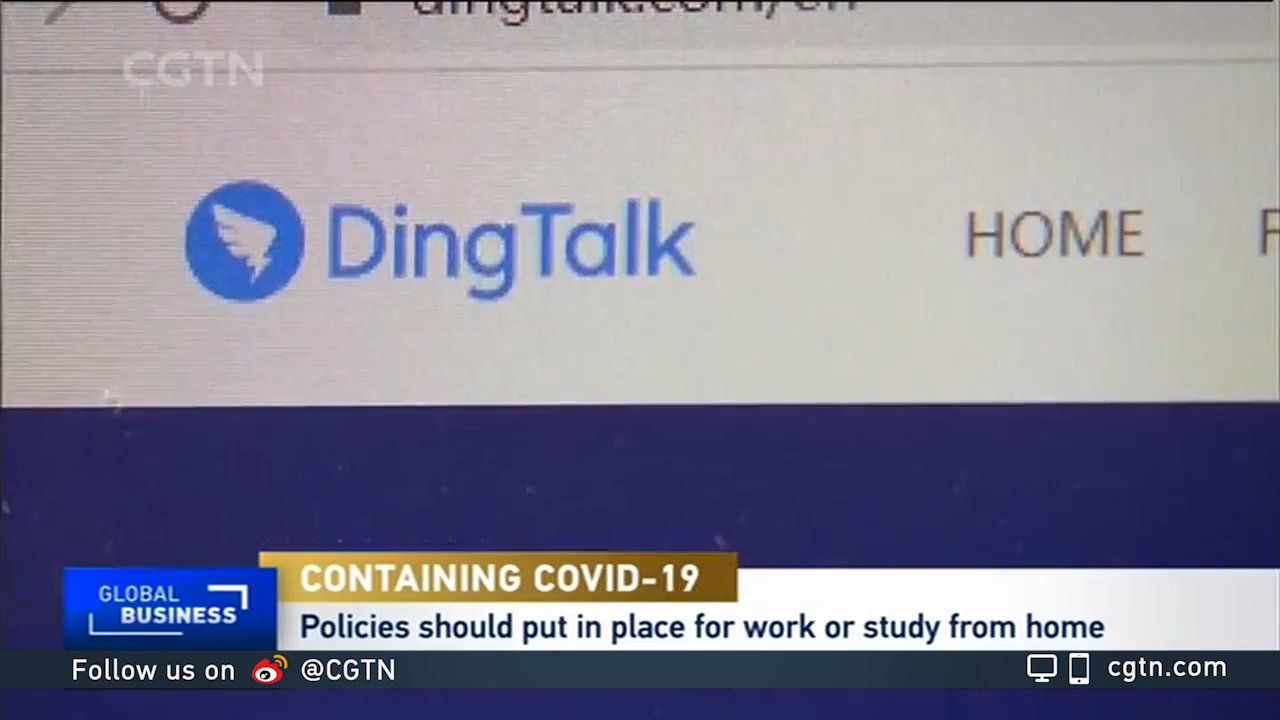 dingtalk.com/en
CGTN
DingTalk
HOME
CONTAINING COVID-19
GLOBAL
BUSINESS
Policies should put in place for work or study from home
Follow us on @CGTN
cgtn.com